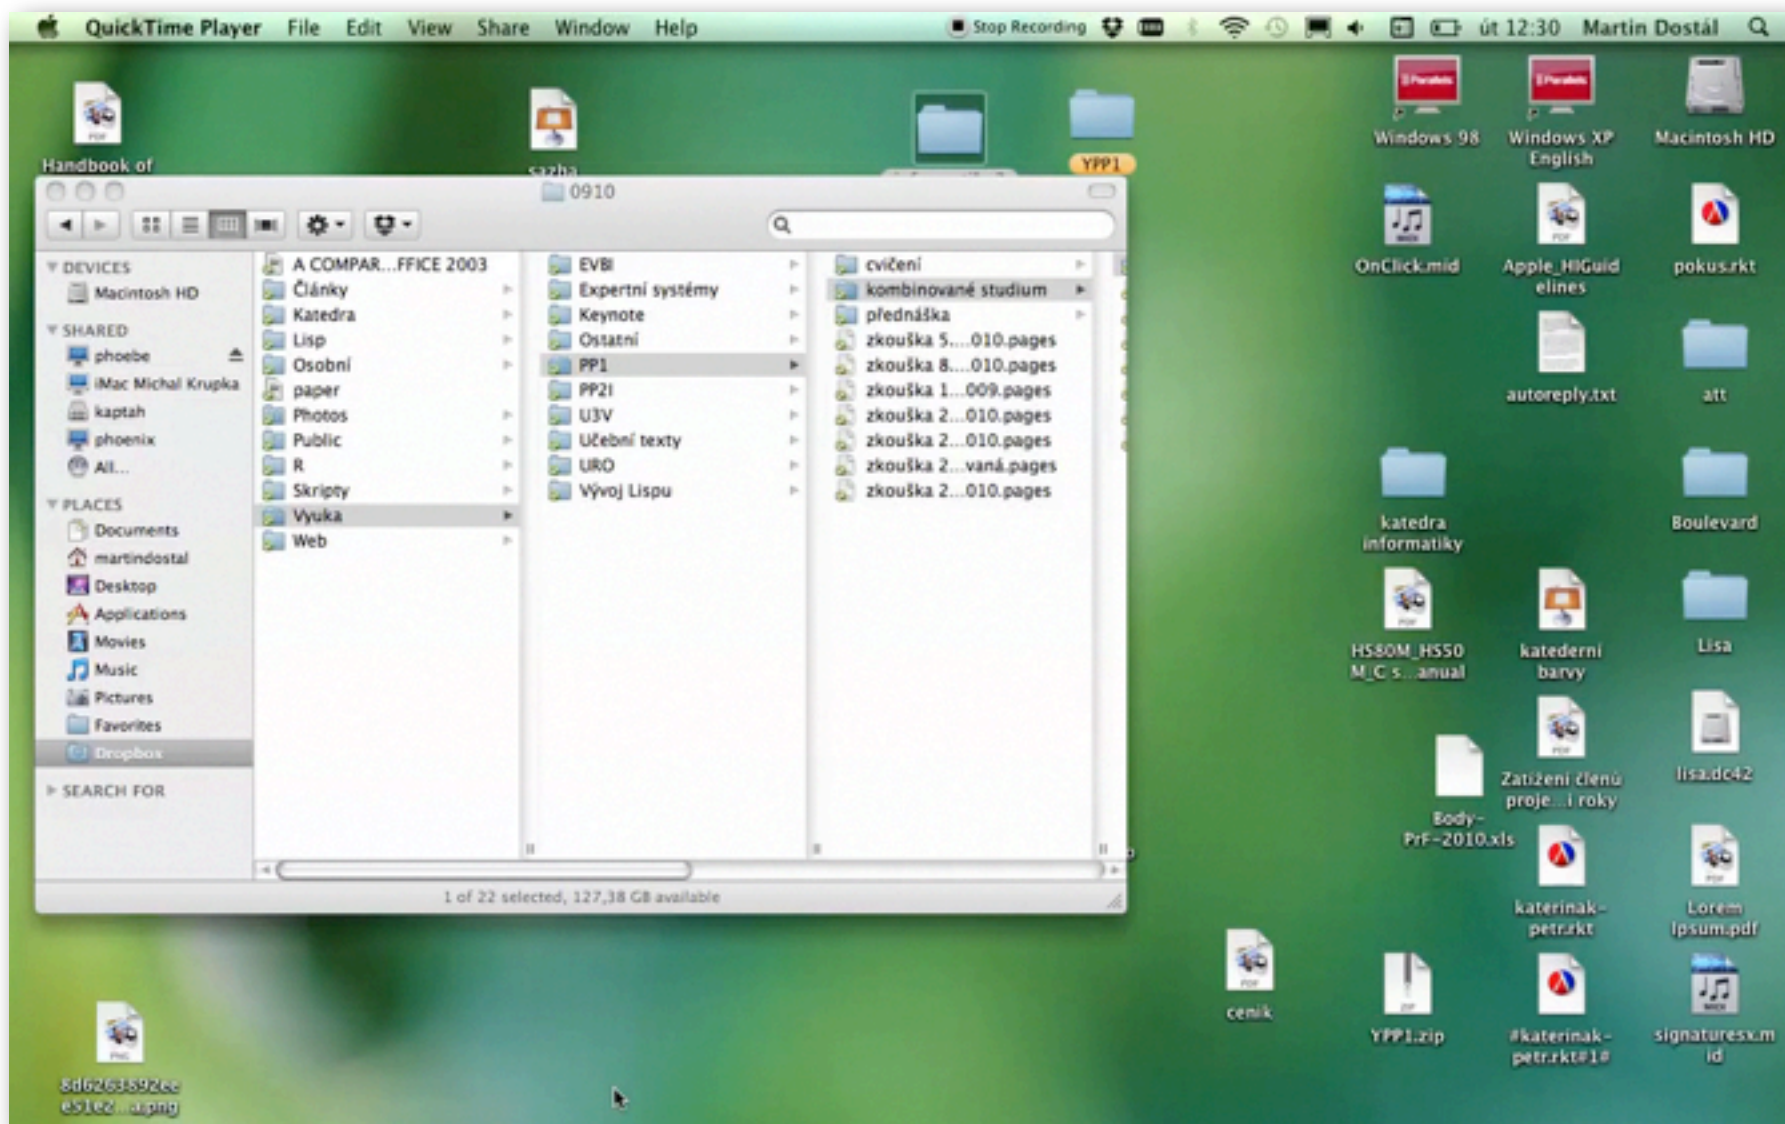 QuickTime Player File Edit View Share Window Help Stop Recording út 12:30 Martin Dostál
Handbook of
sazba
YPP1
Windows 98
Windows XP
English
Macintosh HD
OnClick.mid
Apple_HIGuid
elines
pokus.rkt
autoreply.txt
att
katedra
informatiky
Boulevard
HS80M_HS50
M_C s...anual
katederní
barvy
Lisa
Zatížení členů
proje...i roky
lisa.dc42
Body-
PrF-2010.xls
katerinak-
petr.rkt
Lorem
Ipsum.pdf
ceník
YPP1.zip
#katerinak-
petr.rkt#1#
signaturesx.m
id
8d6263892ee
e51e2...a.png
0910
DEVICES
Macintosh HD
SHARED
phoebe
iMac Michal Krupka
kaptah
phoenix
All...
PLACES
Documents
martindostal
Desktop
Applications
Movies
Music
Pictures
Favorites
Dropbox
SEARCH FOR
A COMPAR...FFICE 2003
Články
Katedra
Lisp
Osobní
paper
Photos
Public
R
Skripty
Vyuka
Web
EVBI
Expertní systémy
Keynote
Ostatní
PP1
PP2I
U3V
Učební texty
URO
Vývoj Lispu
cvičení
kombinované studium
přednáška
zkouška 5....010.pages
zkouška 8....010.pages
zkouška 1...009.pages
zkouška 2...010.pages
zkouška 2...010.pages
zkouška 2...vaná.pages
zkouška 2...010.pages
1 of 22 selected, 127,38 GB available